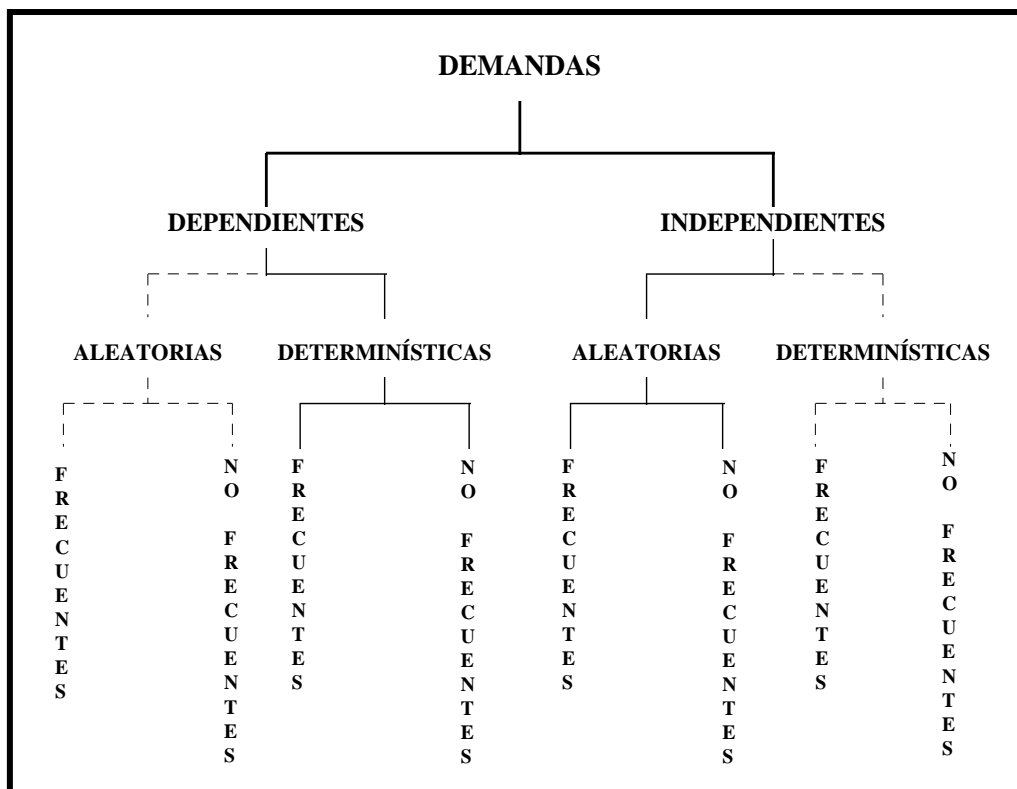 DEMANDAS
DEPENDIENTES
INDEPENDIENTES
ALEATORIAS
DETERMINÍSTICAS
ALEATORIAS
DETERMINÍSTICAS
FRECUENTES
NO FRECUENTES
FRECUENTES
NO FRECUENTES
FRECUENTES
NO FRECUENTES
FRECUENTES
NO FRECUENTES